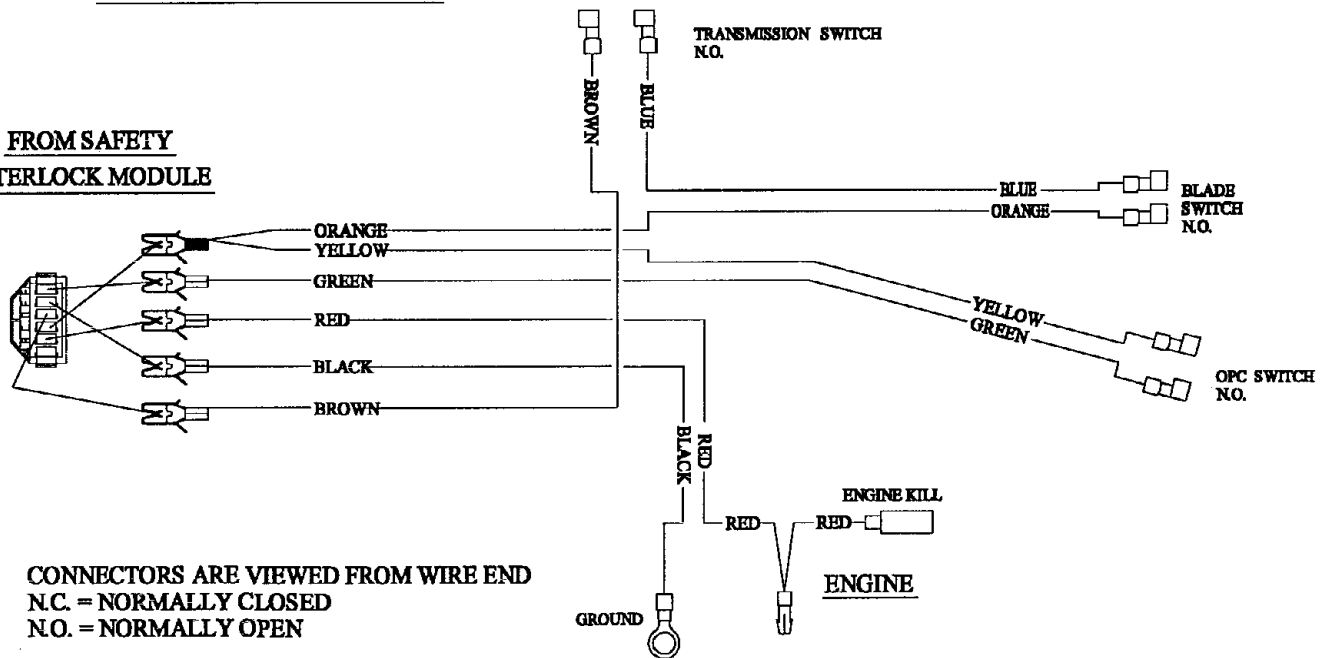 TRANSMISSION SWITCH
N.O.
BROWN
BLUE
FROM SAFETY
TERLOCK MODULE
BLUE
ORANGE
BLADE
SWITCH
N.O.
ORANGE
YELLOW
GREEN
RED
BLACK
BROWN
YELLOW
GREEN
OPC SWITCH
N.O.
BLACK
RED
ENGINE KILL
RED
RED
ENGINE
GROUND
CONNECTORS ARE VIEWED FROM WIRE END
N.C. = NORMALLY CLOSED
N.O. = NORMALLY OPEN